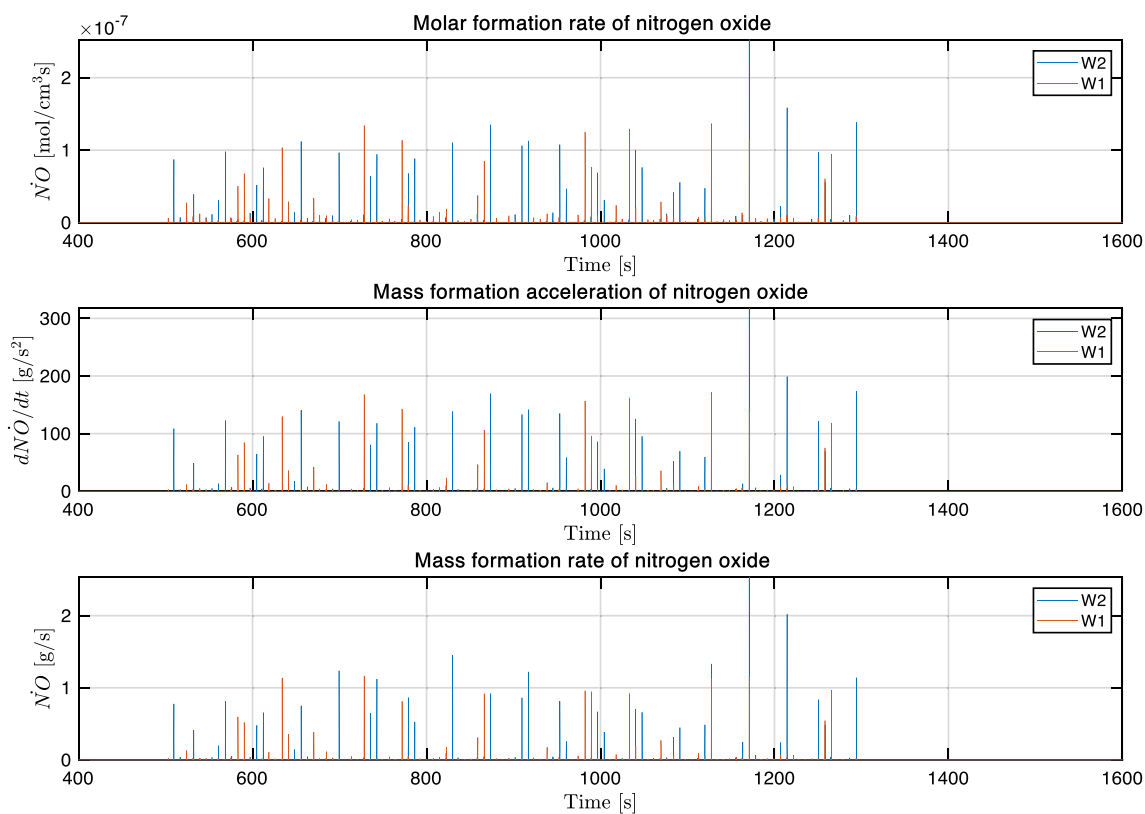 Molar formation rate of nitrogen oxide
×10⁻⁷
2
1
0
ṄO [mol/cm³s]
W2
W1
400 600 800 1000 1200 1400 1600
Time [s]
Mass formation acceleration of nitrogen oxide
300
200
100
0
dṄO/dt [g/s²]
W2
W1
400 600 800 1000 1200 1400 1600
Time [s]
Mass formation rate of nitrogen oxide
2
1
0
ṄO [g/s]
W2
W1
400 600 800 1000 1200 1400 1600
Time [s]